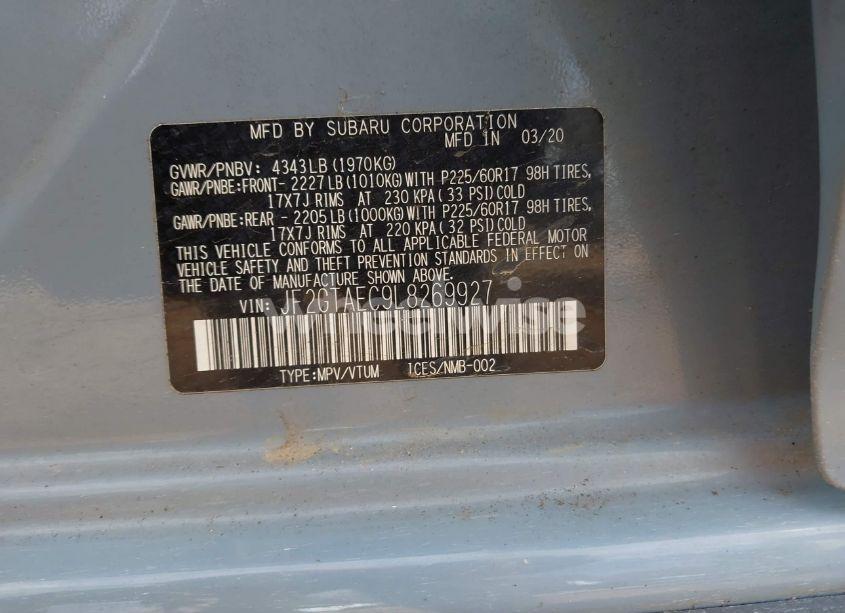 MFD BY SUBARU CORPORATION
MFD IN 03/20
GVWR/PNBV: 4343LB(1970KG)
GAWR/PNBE:FRONT- 2227LB(1010KG)WITH P225/60R17 98H TIRES,
17X7J RIMS AT 230 KPA(33 PSI)COLD
GAWR/PNBE:REAR - 2205LB(1000KG)WITH P225/60R17 98H TIRES,
17X7J RIMS AT 220 KPA(32 PSI)COLD
THIS VEHICLE CONFORMS TO ALL APPLICABLE FEDERAL MOTOR
VEHICLE SAFETY AND THEFT PREVENTION STANDARDS IN EFFECT ON
THE DATE OF MANUFACTURE SHOWN ABOVE.
VIN: JF2GTAEC9L8269927
Wheelwise
TYPE:MPV/VTUM ICES/NMB-002